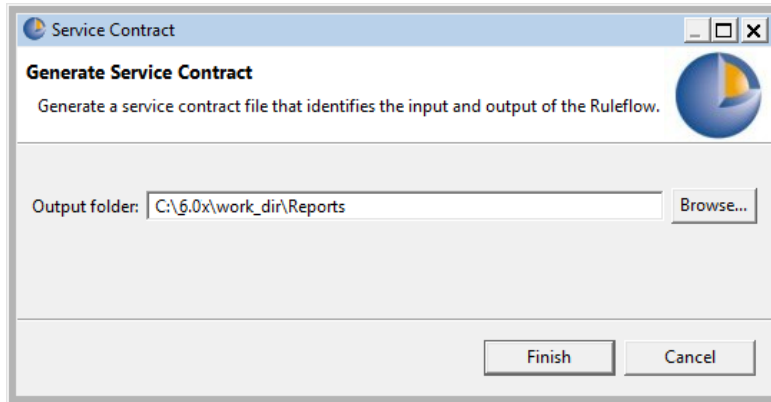 Service Contract
Generate Service Contract
Generate a service contract file that identifies the input and output of the Ruleflow.
Output folder: C:\6.0x\work_dir\Reports Browse...
Finish Cancel